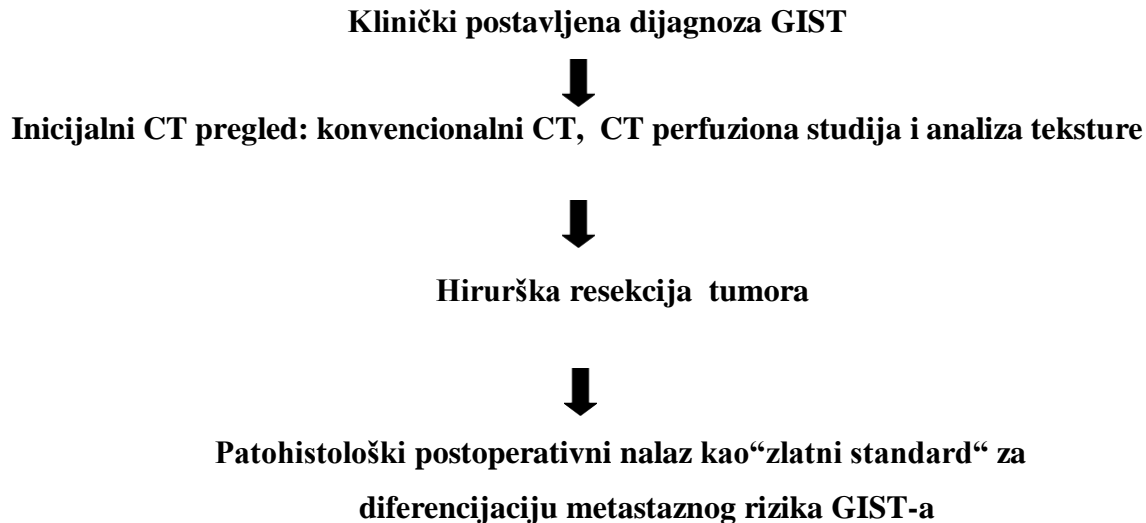 Klinički postavljena dijagnoza GIST
Inicijalni CT pregled: konvencionalni CT, CT perfuziona studija i analiza teksture
Hirurška resekcija tumora
Patohistološki postoperativni nalaz kao“zlatni standard“ za
diferencijaciju metastaznog rizika GIST-a